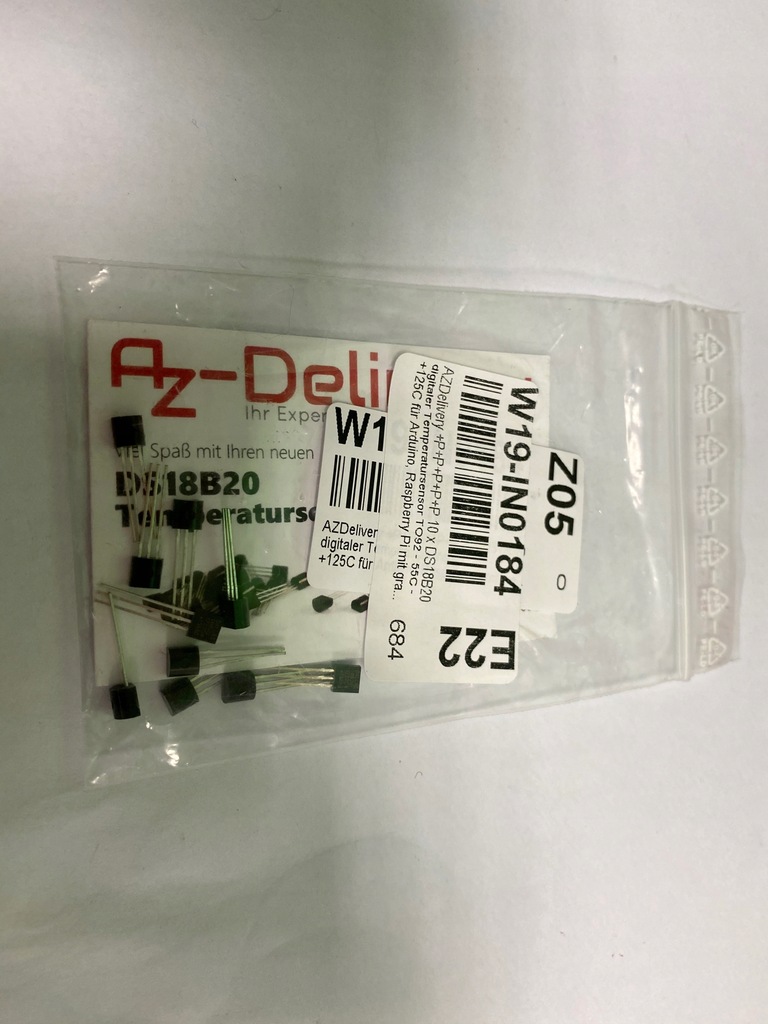 AZ-Deli
Ihr Exper
Viel Spaß mit Ihren neuen
DS18B20
Temperaturse
W1
AZDeliver
digitaler Te
+125C für
W19-IN0184
AZDelivery +P+P+P+P+P+P 10 x DS18B20
digitaler Temperatursensor TO92 - 55C -
+125C für Arduino, Raspberry Pi mit gra...
684
E22
Z05
0